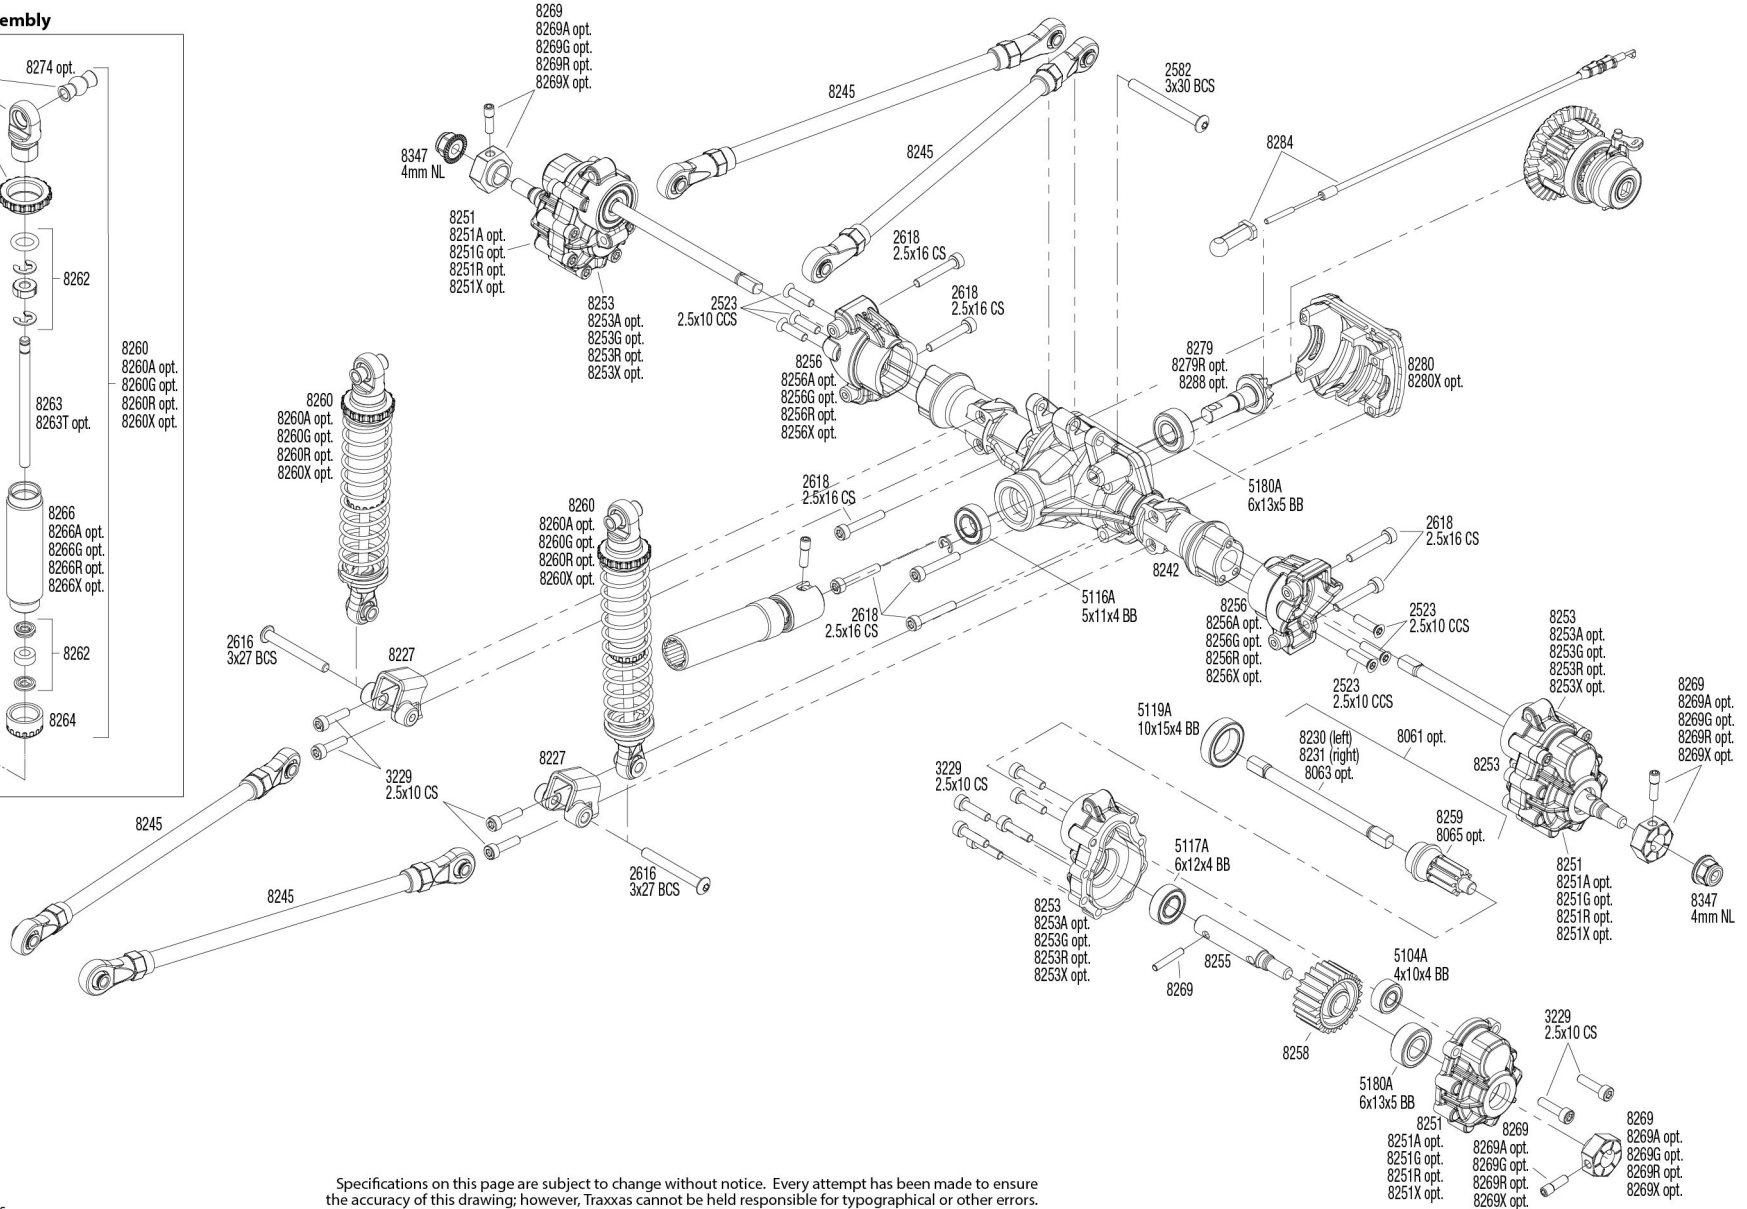 embly
8274 opt.
8262
8260
8260A opt.
8260G opt.
8260R opt.
8260X opt.
8263
8263T opt.
8266
8266A opt.
8266G opt.
8266R opt.
8266X opt.
8262
8264
8269
8269A opt.
8269G opt.
8269R opt.
8269X opt.
8347
4mm NL
8251
8251A opt.
8251G opt.
8251R opt.
8251X opt.
8253
8253A opt.
8253G opt.
8253R opt.
8253X opt.
8245
8245
2582
3x30 BCS
8284
2618
2.5x16 CS
2618
2.5x16 CS
2523
2.5x10 CCS
8256
8256A opt.
8256G opt.
8256R opt.
8256X opt.
8279
8279R opt.
8288 opt.
8280
8280X opt.
8260
8260A opt.
8260G opt.
8260R opt.
8260X opt.
8260
8260A opt.
8260G opt.
8260R opt.
8260X opt.
2618
2.5x16 CS
5180A
6x13x5 BB
2618
2.5x16 CS
8242
5116A
5x11x4 BB
2618
2.5x16 CS
8256
8256A opt.
8256G opt.
8256R opt.
8256X opt.
2523
2.5x10 CCS
2523
2.5x10 CCS
8253
8253A opt.
8253G opt.
8253R opt.
8253X opt.
8269
8269A opt.
8269G opt.
8269R opt.
8269X opt.
2616
3x27 BCS
8227
3229
2.5x10 CS
8227
2616
3x27 BCS
8245
8245
5119A
10x15x4 BB
8230 (left)
8231 (right)
8063 opt.
8061 opt.
8253
8259
8065 opt.
8251
8251A opt.
8251G opt.
8251R opt.
8251X opt.
8347
4mm NL
3229
2.5x10 CS
5117A
6x12x4 BB
8253
8253A opt.
8253G opt.
8253R opt.
8253X opt.
8255
8269
5104A
4x10x4 BB
8258
5180A
6x13x5 BB
3229
2.5x10 CS
8251
8251A opt.
8251G opt.
8251R opt.
8251X opt.
8269
8269A opt.
8269G opt.
8269R opt.
8269X opt.
8269
8269A opt.
8269G opt.
8269R opt.
8269X opt.
Specifications on this page are subject to change without notice. Every attempt has been made to ensure
the accuracy of this drawing; however, Traxxas cannot be held responsible for typographical or other errors.